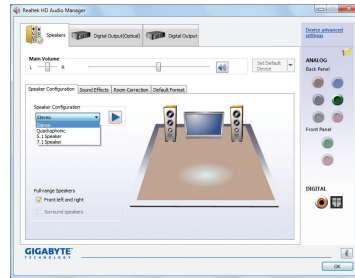 Realtek HD Audio Manager
Speakers
Digital Output(Optical)
Digital Output
Device advanced settings
Main Volume
L
R
Set Default Device
ANALOG
Back Panel
Speaker Configuration
Sound Effects
Room Correction
Default Format
Speaker Configuration
Stereo
Stereo
Quadraphonic
5.1 Speaker
7.1 Speaker
Front Panel
Full-range Speakers
Front left and right
Surround speakers
DIGITAL
GIGABYTE
TECHNOLOGY
i
OK